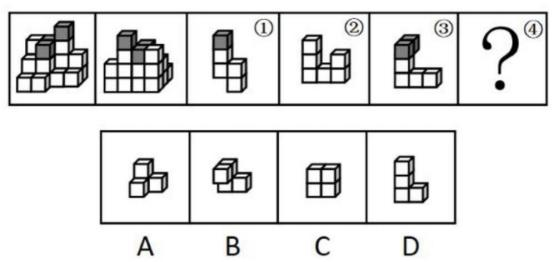 ① ② ③ ④
?
A B C D